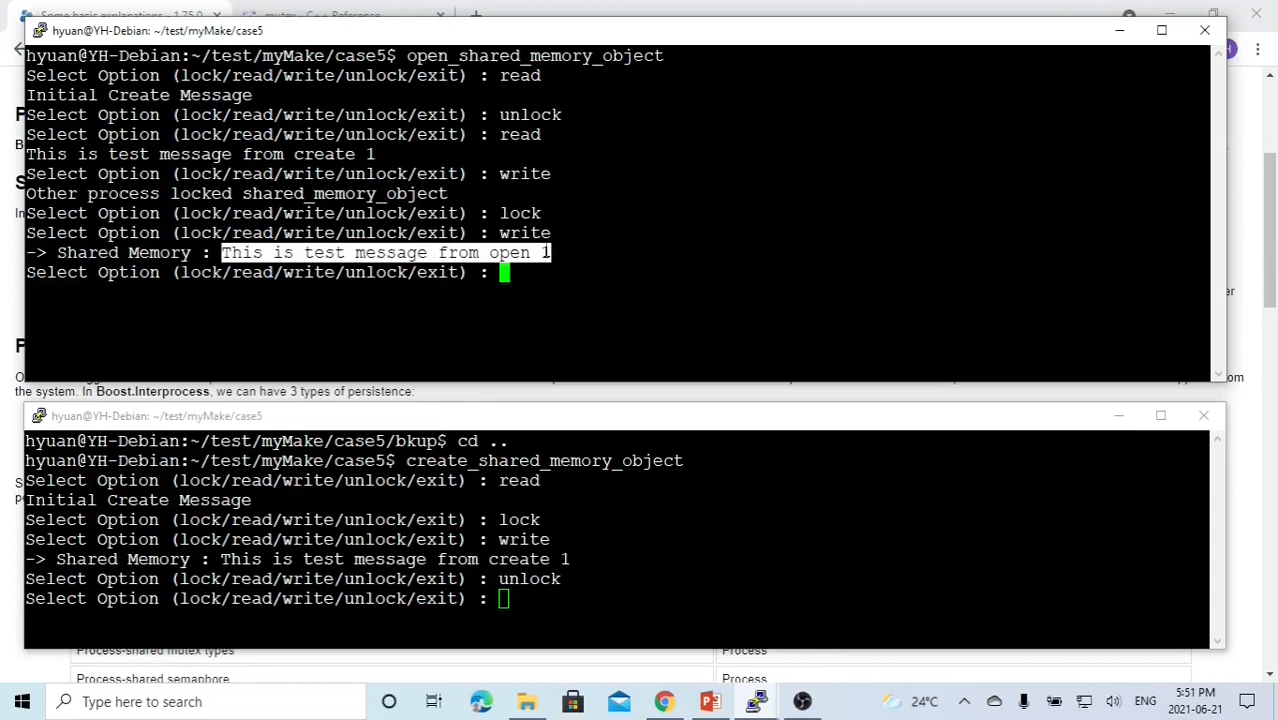 Some basic explanations - 1.75.0
mutex - C++ Reference
hyuan@YH-Debian: ~/test/myMake/case5
hyuan@YH-Debian:~/test/myMake/case5$ open_shared_memory_object
Select Option (lock/read/write/unlock/exit) : read
Initial Create Message
Select Option (lock/read/write/unlock/exit) : unlock
Select Option (lock/read/write/unlock/exit) : read
This is test message from create 1
Select Option (lock/read/write/unlock/exit) : write
Other process locked shared_memory_object
Select Option (lock/read/write/unlock/exit) : lock
Select Option (lock/read/write/unlock/exit) : write
-> Shared Memory : This is test message from open 1
Select Option (lock/read/write/unlock/exit) :
the system. In Boost.Interprocess, we can have 3 types of persistence:
hyuan@YH-Debian: ~/test/myMake/case5
hyuan@YH-Debian:~/test/myMake/case5/bkup$ cd ..
hyuan@YH-Debian:~/test/myMake/case5$ create_shared_memory_object
Select Option (lock/read/write/unlock/exit) : read
Initial Create Message
Select Option (lock/read/write/unlock/exit) : lock
Select Option (lock/read/write/unlock/exit) : write
-> Shared Memory : This is test message from create 1
Select Option (lock/read/write/unlock/exit) : unlock
Select Option (lock/read/write/unlock/exit) :
Process-shared mutex types Process
Process-shared semaphore Process
Type here to search
24°C
ENG
5:51 PM
2021-06-21